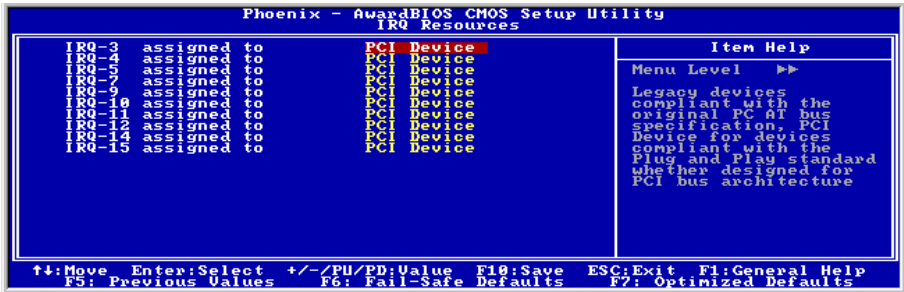 Phoenix - AwardBIOS CMOS Setup Utility
IRQ Resources
IRQ-3 assigned to PCI Device
IRQ-4 assigned to PCI Device
IRQ-5 assigned to PCI Device
IRQ-7 assigned to PCI Device
IRQ-9 assigned to PCI Device
IRQ-10 assigned to PCI Device
IRQ-11 assigned to PCI Device
IRQ-12 assigned to PCI Device
IRQ-14 assigned to PCI Device
IRQ-15 assigned to PCI Device
Item Help
Menu Level ►►
Legacy devices
compliant with the
original PC AT bus
specification, PCI
Device for devices
compliant with the
Plug and Play standard
whether designed for
PCI bus architecture
↑↓:Move Enter:Select +/-/PU/PD:Value F10:Save ESC:Exit F1:General Help
F5: Previous Values F6: Fail-Safe Defaults F7: Optimized Defaults